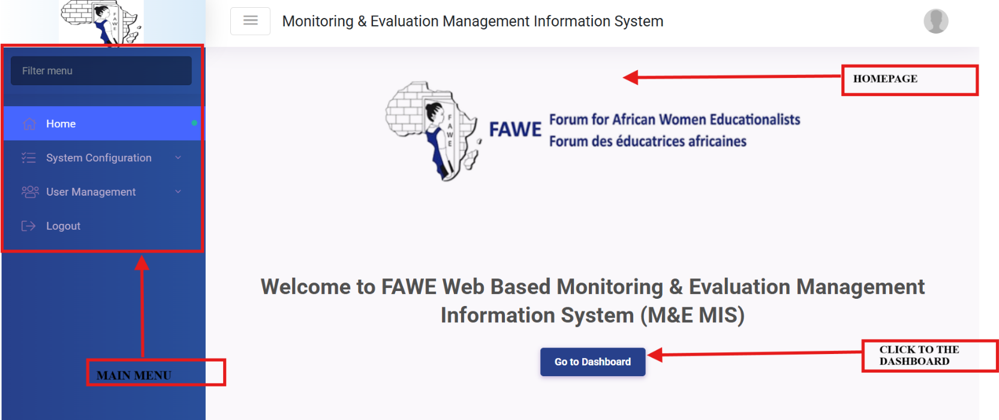 FAWE
Monitoring & Evaluation Management Information System
Filter menu
Home
System Configuration
User Management
Logout
MAIN MENU
HOMEPAGE
FAWE
FAWE
Forum for African Women Educationalists
Forum des éducatrices africaines
Welcome to FAWE Web Based Monitoring & Evaluation Management
Information System (M&E MIS)
Go to Dashboard
CLICK TO THE
DASHBOARD